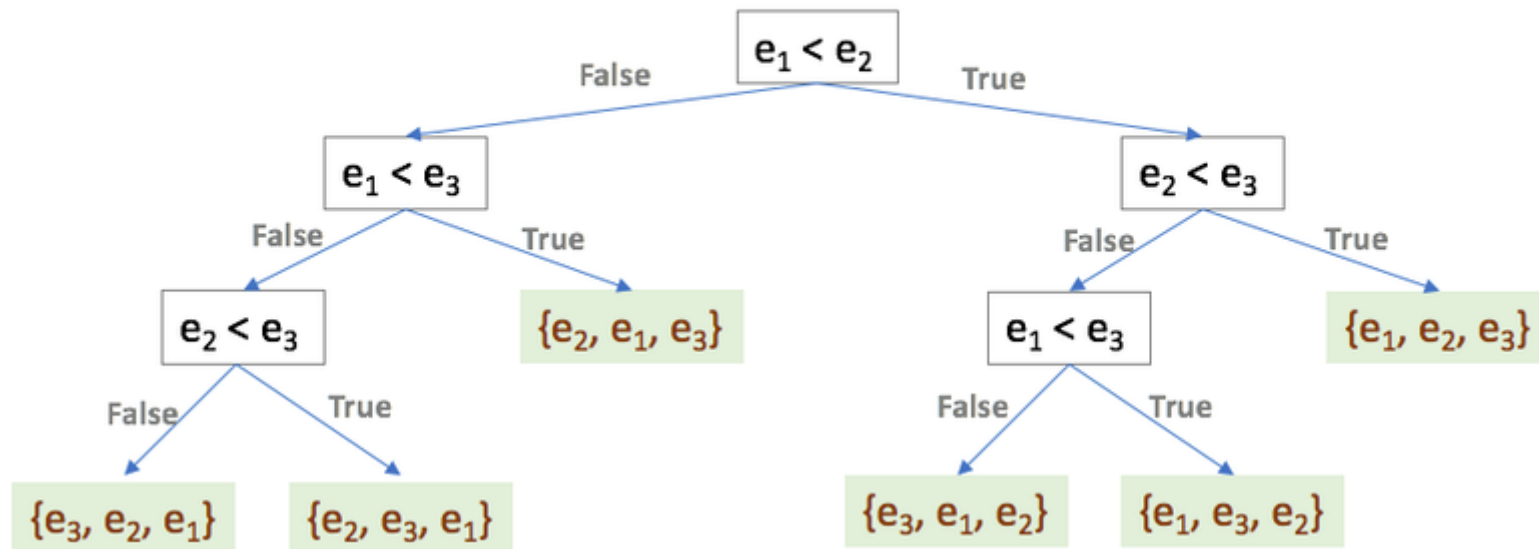 e₁ < e₂
False True
e₁ < e₃ e₂ < e₃
False True False True
e₂ < e₃ {e₂, e₁, e₃} e₁ < e₃ {e₁, e₂, e₃}
False True False True
{e₃, e₂, e₁} {e₂, e₃, e₁} {e₃, e₁, e₂} {e₁, e₃, e₂}